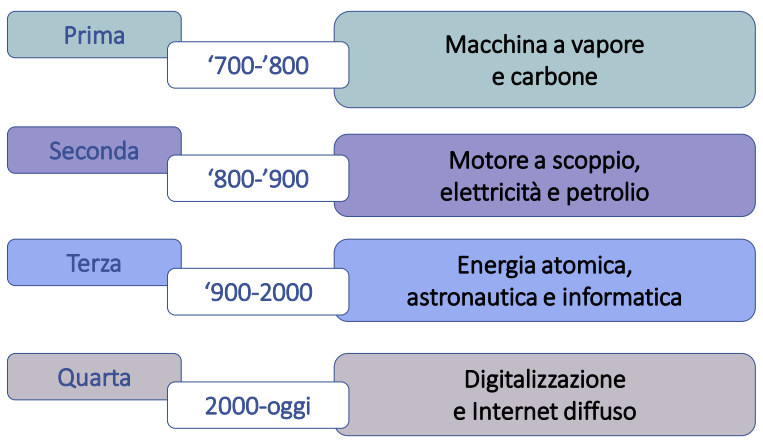 Prima
‘700-’800
Macchina a vapore
e carbone
Seconda
‘800-’900
Motore a scoppio,
elettricità e petrolio
Terza
‘900-2000
Energia atomica,
astronautica e informatica
Quarta
2000-oggi
Digitalizzazione
e Internet diffuso